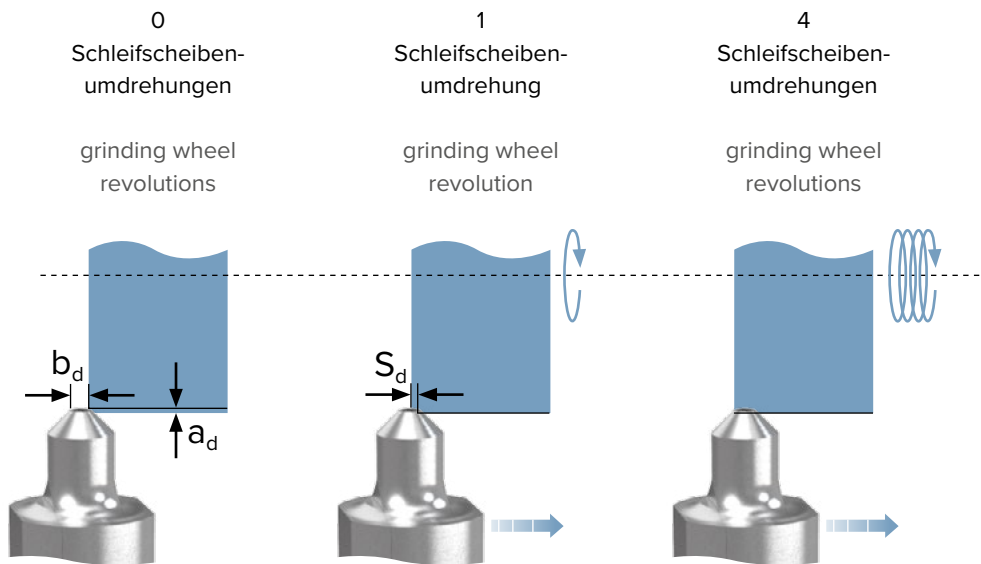 0
Schleifscheiben-
umdrehungen
grinding wheel
revolutions
1
Schleifscheiben-
umdrehung
grinding wheel
revolution
4
Schleifscheiben-
umdrehungen
grinding wheel
revolutions
bd
ad
Sd